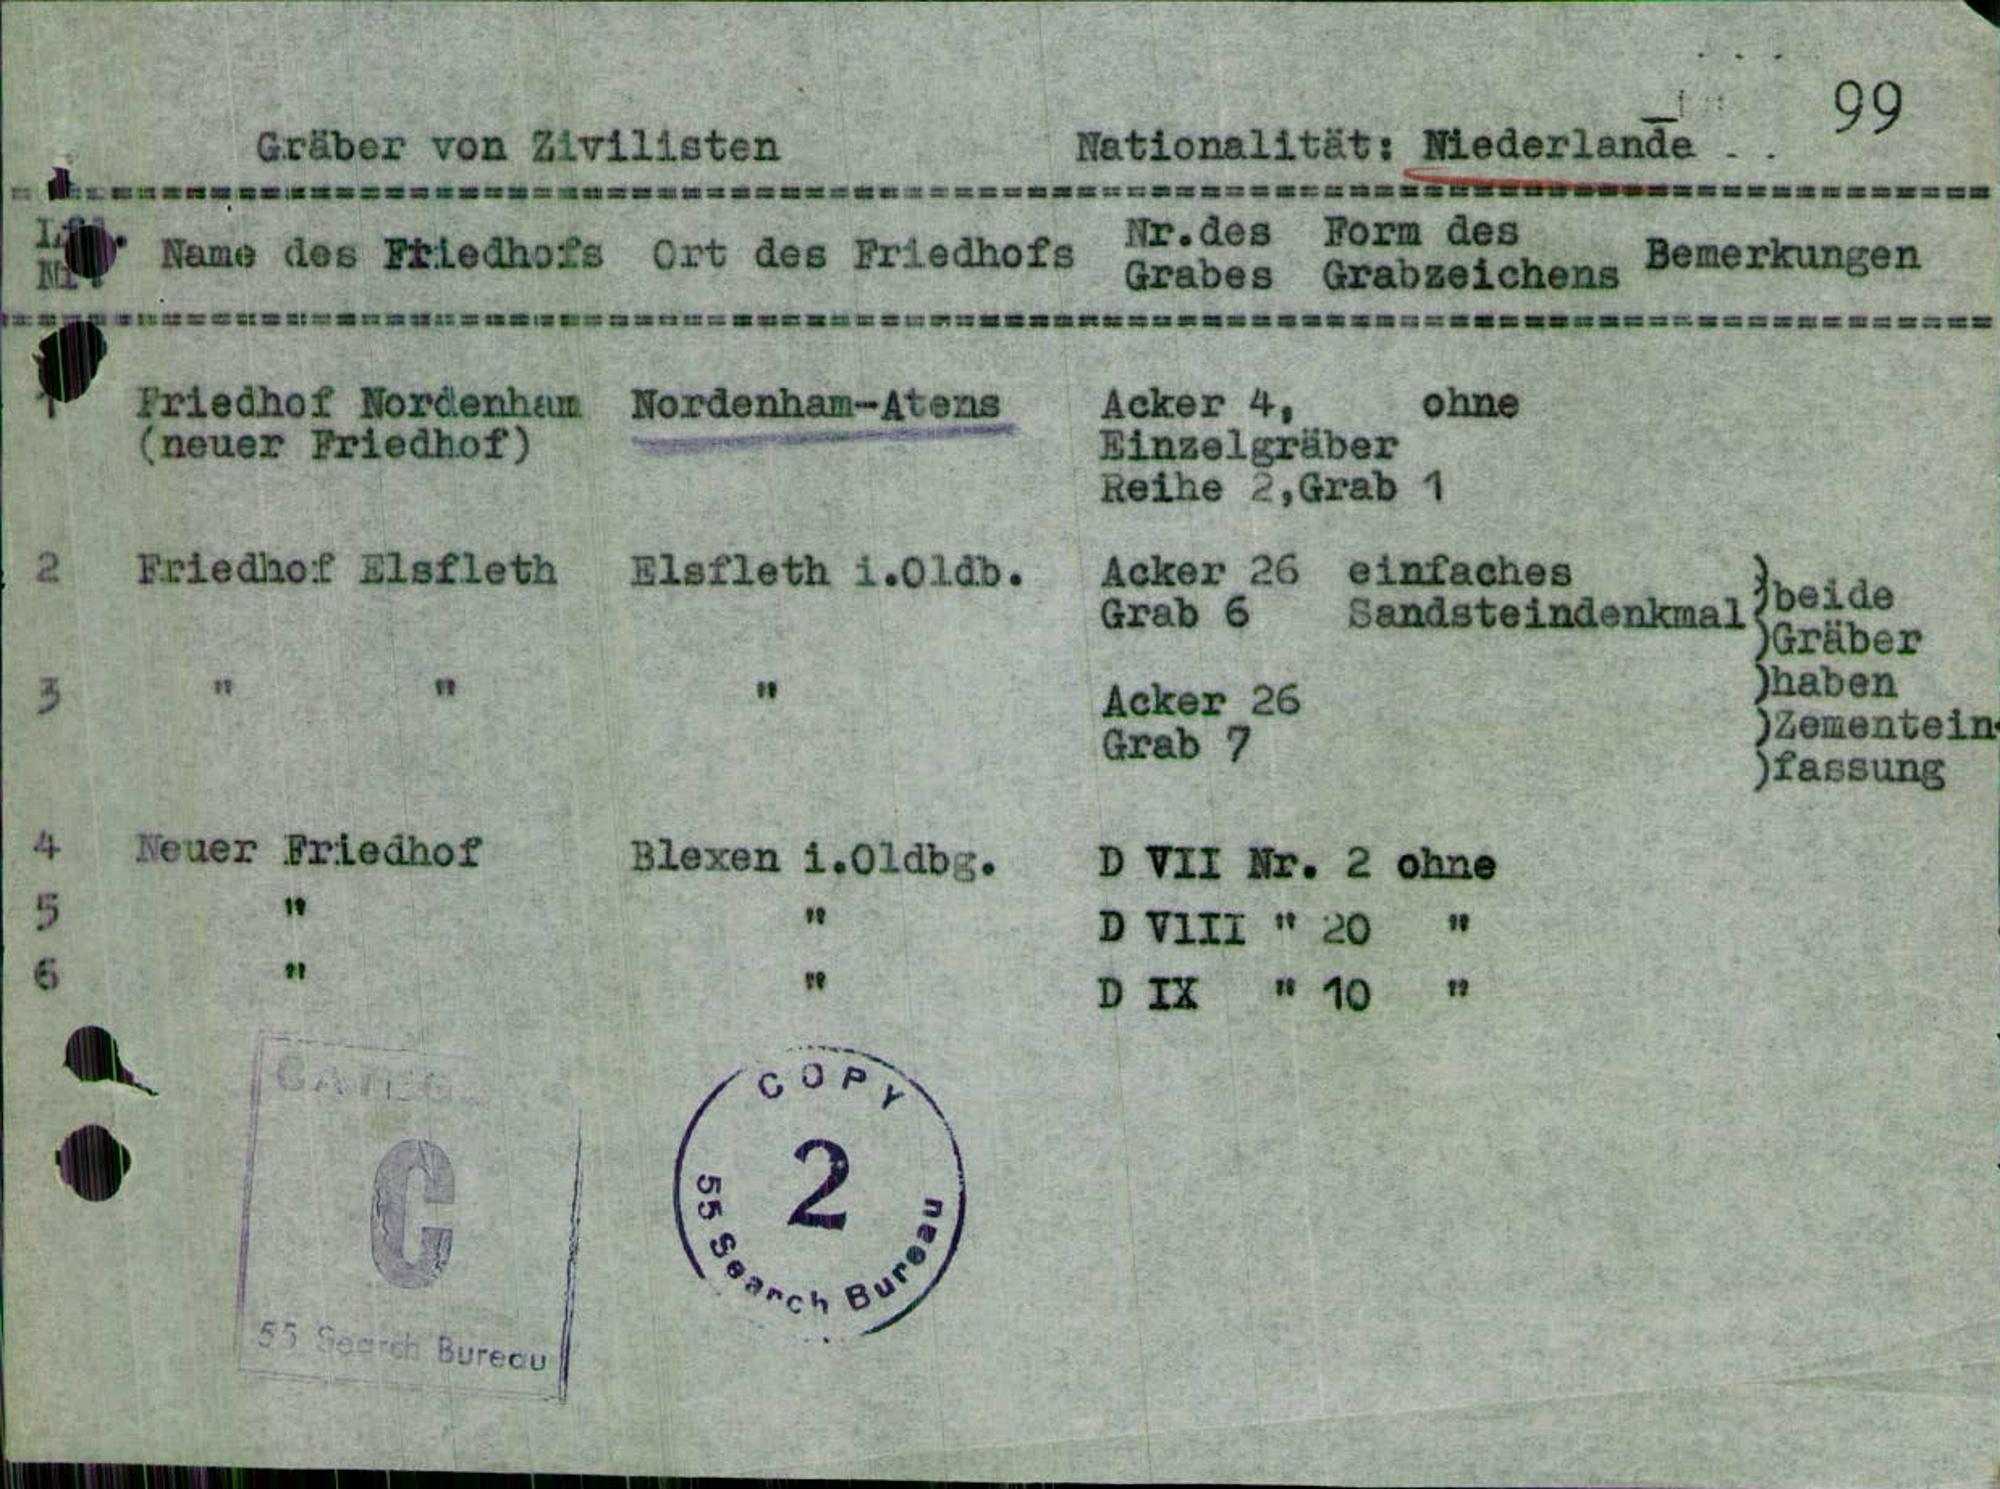 99
Gräber von Zivilisten Nationalität: Niederlande
Name des Friedhofs Ort des Friedhofs Nr.des Grabes Form des Grabzeichens Bemerkungen
1 Friedhof Nordenham Nordenham-Atens Acker 4, ohne
(neuer Friedhof) Einzelgräber
Reihe 2,Grab 1
2 Friedhof Elsfleth Elsfleth i.Oldb. Acker 26 einfaches )
Grab 6 Sandsteindenkmal )beide
)Gräber
3 " " " Acker 26 )haben
Grab 7 )Zementein-
)fassung
4 Neuer Friedhof Blexen i.Oldbg. D VII Nr. 2 ohne
5 " " D VlII " 20 "
6 " " D IX " 10 "
C
55 Search Bureau
COPY
2
55 Search Bureau